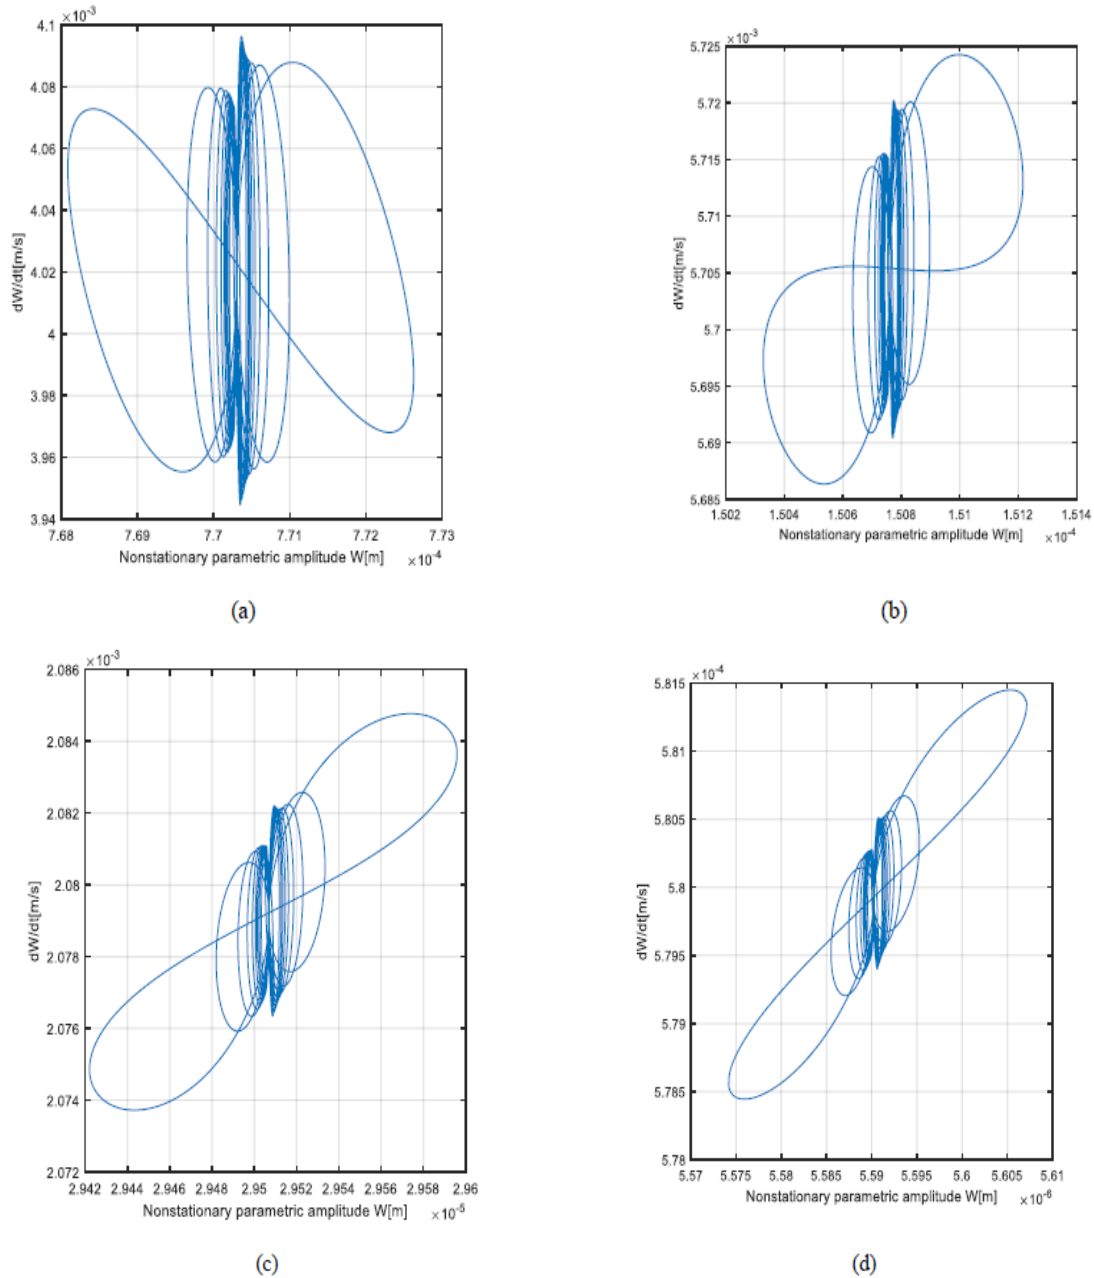 ×10⁻³
4.1
4.08
4.06
4.04
4.02
4
3.98
3.96
3.94
dW/dt[m/s]
7.68 7.69 7.7 7.71 7.72 7.73
Nonstationary parametric amplitude W[m] ×10⁻⁴
(a)
×10⁻³
5.725
5.72
5.715
5.71
5.705
5.7
5.695
5.69
5.685
dW/dt[m/s]
1.502 1.504 1.506 1.508 1.51 1.512 1.514
Nonstationary parametric amplitude W[m] ×10⁻⁴
(b)
×10⁻³
2.086
2.084
2.082
2.08
2.078
2.076
2.074
2.072
dW/dt[m/s]
2.942 2.944 2.946 2.948 2.95 2.952 2.954 2.956 2.958 2.96
Nonstationary parametric amplitude W[m] ×10⁻⁵
(c)
×10⁻⁴
5.815
5.81
5.805
5.8
5.795
5.79
5.785
5.78
dW/dt[m/s]
5.57 5.575 5.58 5.585 5.59 5.595 5.6 5.605 5.61
Nonstationary parametric amplitude W[m] ×10⁻⁶
(d)